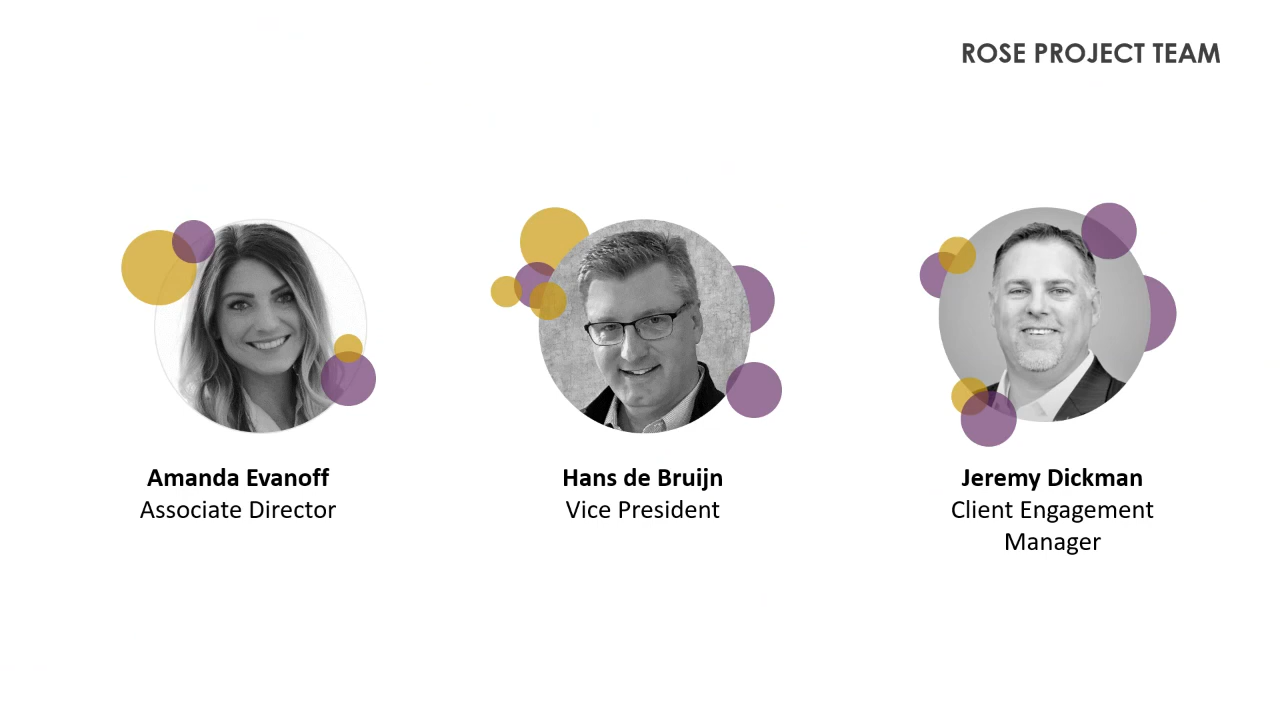 ROSE PROJECT TEAM
Amanda Evanoff
Associate Director
Hans de Bruijn
Vice President
Jeremy Dickman
Client Engagement
Manager